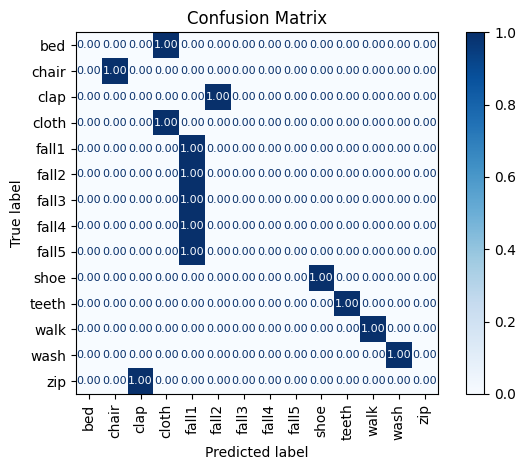 Confusion Matrix
True label
bed 0.00 0.00 0.00 1.00 0.00 0.00 0.00 0.00 0.00 0.00 0.00 0.00 0.00 0.00
chair 0.00 1.00 0.00 0.00 0.00 0.00 0.00 0.00 0.00 0.00 0.00 0.00 0.00 0.00
clap 0.00 0.00 0.00 0.00 0.00 1.00 0.00 0.00 0.00 0.00 0.00 0.00 0.00 0.00
cloth 0.00 0.00 0.00 1.00 0.00 0.00 0.00 0.00 0.00 0.00 0.00 0.00 0.00 0.00
fall1 0.00 0.00 0.00 0.00 1.00 0.00 0.00 0.00 0.00 0.00 0.00 0.00 0.00 0.00
fall2 0.00 0.00 0.00 0.00 1.00 0.00 0.00 0.00 0.00 0.00 0.00 0.00 0.00 0.00
fall3 0.00 0.00 0.00 0.00 1.00 0.00 0.00 0.00 0.00 0.00 0.00 0.00 0.00 0.00
fall4 0.00 0.00 0.00 0.00 1.00 0.00 0.00 0.00 0.00 0.00 0.00 0.00 0.00 0.00
fall5 0.00 0.00 0.00 0.00 1.00 0.00 0.00 0.00 0.00 0.00 0.00 0.00 0.00 0.00
shoe 0.00 0.00 0.00 0.00 0.00 0.00 0.00 0.00 0.00 1.00 0.00 0.00 0.00 0.00
teeth 0.00 0.00 0.00 0.00 0.00 0.00 0.00 0.00 0.00 0.00 1.00 0.00 0.00 0.00
walk 0.00 0.00 0.00 0.00 0.00 0.00 0.00 0.00 0.00 0.00 0.00 1.00 0.00 0.00
wash 0.00 0.00 0.00 0.00 0.00 0.00 0.00 0.00 0.00 0.00 0.00 0.00 1.00 0.00
zip 0.00 0.00 1.00 0.00 0.00 0.00 0.00 0.00 0.00 0.00 0.00 0.00 0.00 0.00
bed chair clap cloth fall1 fall2 fall3 fall4 fall5 shoe teeth walk wash zip
Predicted label
1.0
0.8
0.6
0.4
0.2
0.0